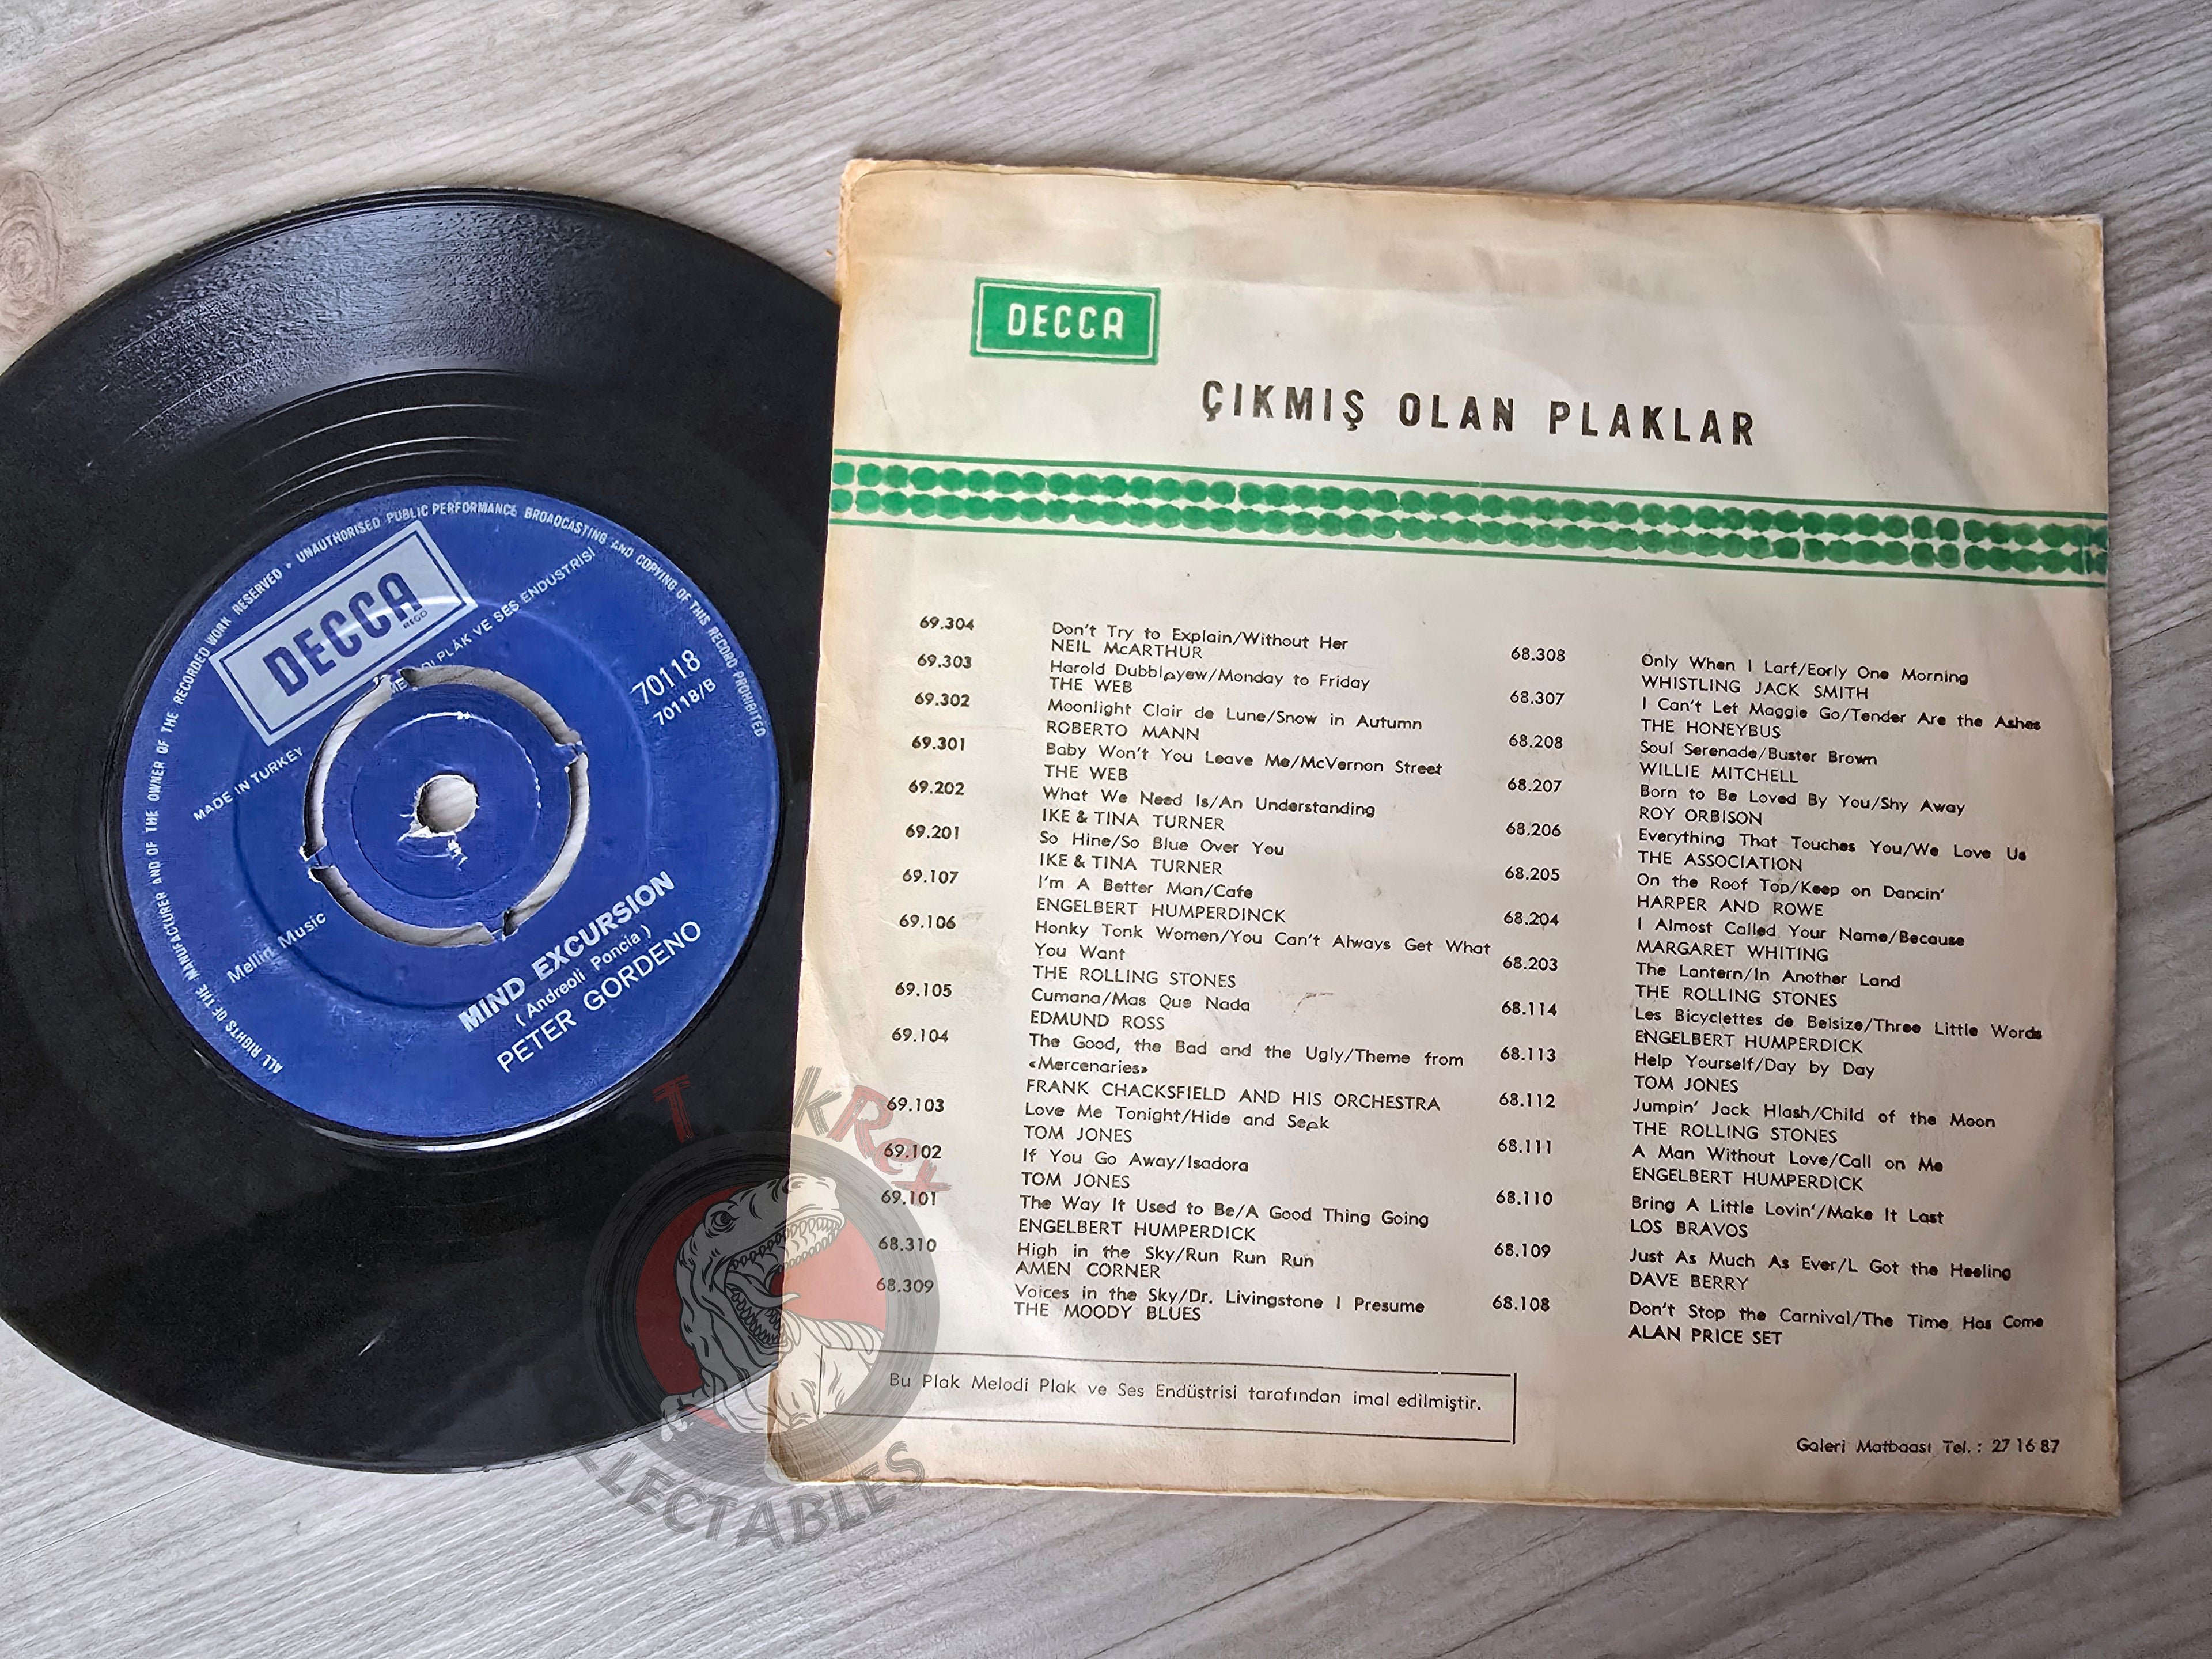 ALL RIGHTS OF THE MANUFACTURER AND OF THE OWNER OF THE RECORDED WORK RESERVED • UNAUTHORISED PUBLIC PERFORMANCE BROADCASTING AND COPYING OF THIS RECORD PROHIBITED
DECCA
REGD
PLÂK VE SES ENDUSTRISI
MADE IN TURKEY
70118
70118/B
Mellin Music
MIND EXCURSION
( Andreoli Poncia )
PETER GORDENO
DECCA
ÇIKMIŞ OLAN PLAKLAR
69.304
Don't Try to Explain/Without Her
NEIL McARTHUR
69.303
Harold Dubbleyew/Monday to Friday
THE WEB
69.302
Moonlight Clair de Lune/Snow in Autumn
ROBERTO MANN
69.301
Baby Won't You Leave Me/McVernon Street
THE WEB
69.202
What We Need Is/An Understanding
IKE & TINA TURNER
69.201
So Hine/So Blue Over You
IKE & TINA TURNER
69.107
I'm A Better Man/Cafe
ENGELBERT HUMPERDINCK
69.106
Honky Tonk Women/You Can't Always Get What
You Want
THE ROLLING STONES
69.105
Cumana/Mas Que Nada
EDMUND ROSS
69.104
The Good, the Bad and the Ugly/Theme from
«Mercenaries»
FRANK CHACKSFIELD AND HIS ORCHESTRA
69.103
Love Me Tonight/Hide and Seek
TOM JONES
69.102
If You Go Away/Isadora
TOM JONES
69.101
The Way It Used to Be/A Good Thing Going
ENGELBERT HUMPERDICK
68.310
High in the Sky/Run Run Run
AMEN CORNER
68.309
Voices in the Sky/Dr. Livingstone I Presume
THE MOODY BLUES
68.308
Only When I Larf/Early One Morning
WHISTLING JACK SMITH
68.307
I Can't Let Maggie Go/Tender Are the Ashes
THE HONEYBUS
68.208
Soul Serenade/Buster Brown
WILLIE MITCHELL
68.207
Born to Be Loved By You/Shy Away
ROY ORBISON
68.206
Everything That Touches You/We Love Us
THE ASSOCIATION
68.205
On the Roof Top/Keep on Dancin'
HARPER AND ROWE
68.204
I Almost Called Your Name/Because
MARGARET WHITING
68.203
The Lantern/In Another Land
THE ROLLING STONES
68.114
Les Bicyclettes de Belsize/Three Little Words
ENGELBERT HUMPERDICK
68.113
Help Yourself/Day by Day
TOM JONES
68.112
Jumpin' Jack Hlash/Child of the Moon
THE ROLLING STONES
68.111
A Man Without Love/Call on Me
ENGELBERT HUMPERDICK
68.110
Bring A Little Lovin'/Make It Last
LOS BRAVOS
68.109
Just As Much As Ever/L Got the Heeling
DAVE BERRY
68.108
Don't Stop the Carnival/The Time Has Come
ALAN PRICE SET
Bu Plak Melodi Plak ve Ses Endüstrisi tarafından imal edilmiştir.
Galeri Matbaası Tel. : 27 16 87